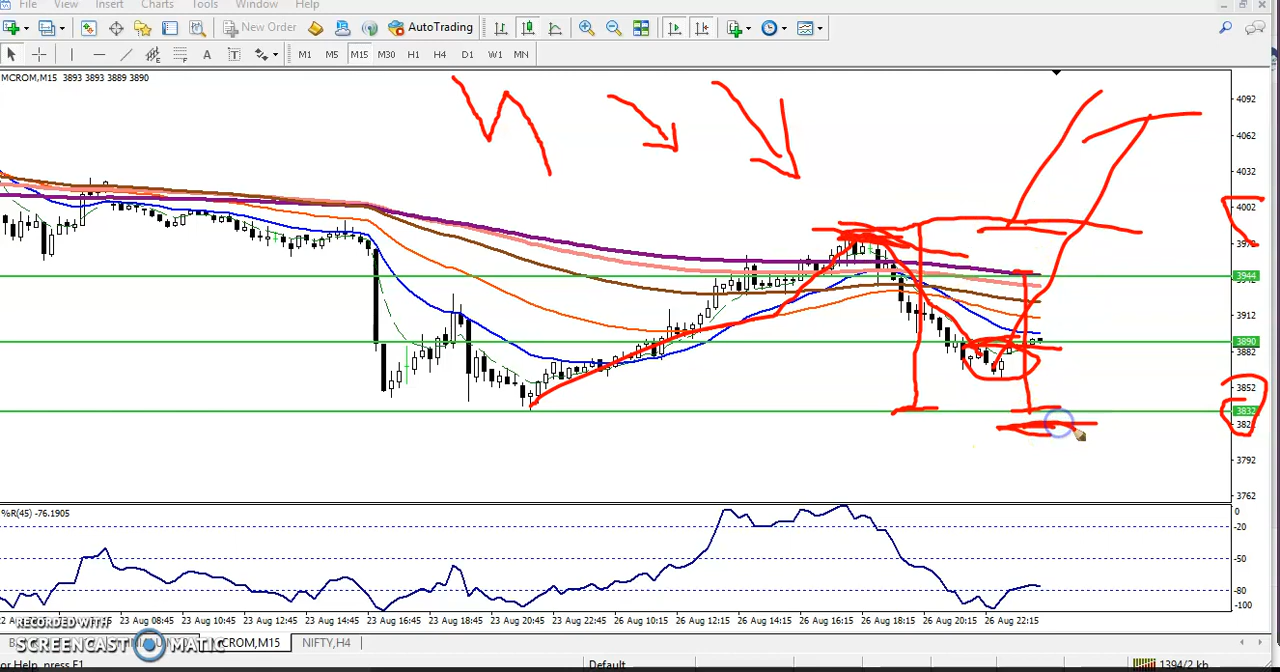 File View Insert Charts Tools Window Help
New Order AutoTrading
A T M1 M5 M15 M30 H1 H4 D1 W1 MN
MCROM,M15 3893 3893 3889 3890
4092
4062
4032
4002
3944
3912
3890
3882
3852
3832
3792
3762
%R(45) -76.1905
0
-20
-50
-80
-100
23 Aug 08:45 23 Aug 10:45 23 Aug 12:45 23 Aug 14:45 23 Aug 16:45 23 Aug 18:45 23 Aug 20:45 23 Aug 22:45 26 Aug 10:15 26 Aug 12:15 26 Aug 14:15 26 Aug 16:15 26 Aug 18:15 26 Aug 20:15 26 Aug 22:15
RECORDED WITH
SCREENCAST MATIC CROM,M15 NIFTY,H4
or Help, press F1 Default 1394/2 kb